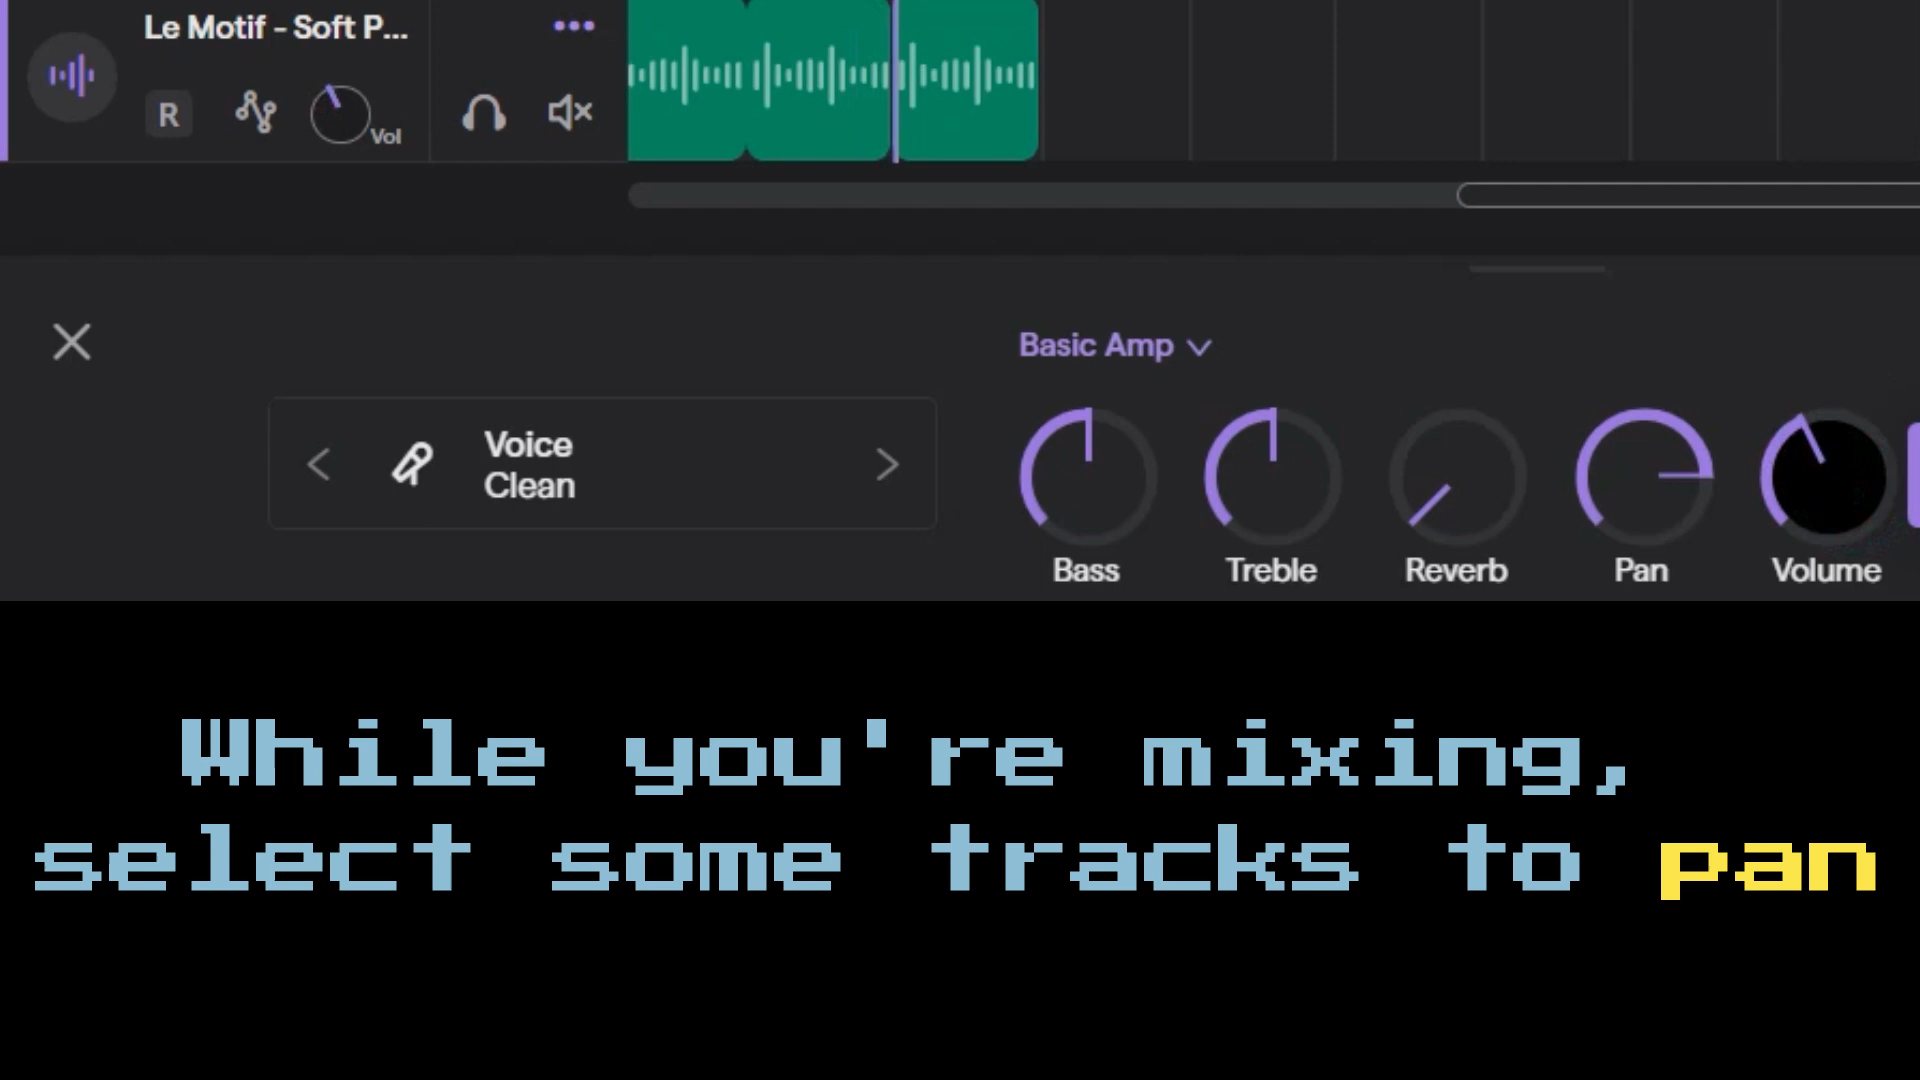 Le Motif - Soft P...
R
Vol
Basic Amp
Voice
Clean
Bass
Treble
Reverb
Pan
Volume
While you're mixing,
select some tracks to pan